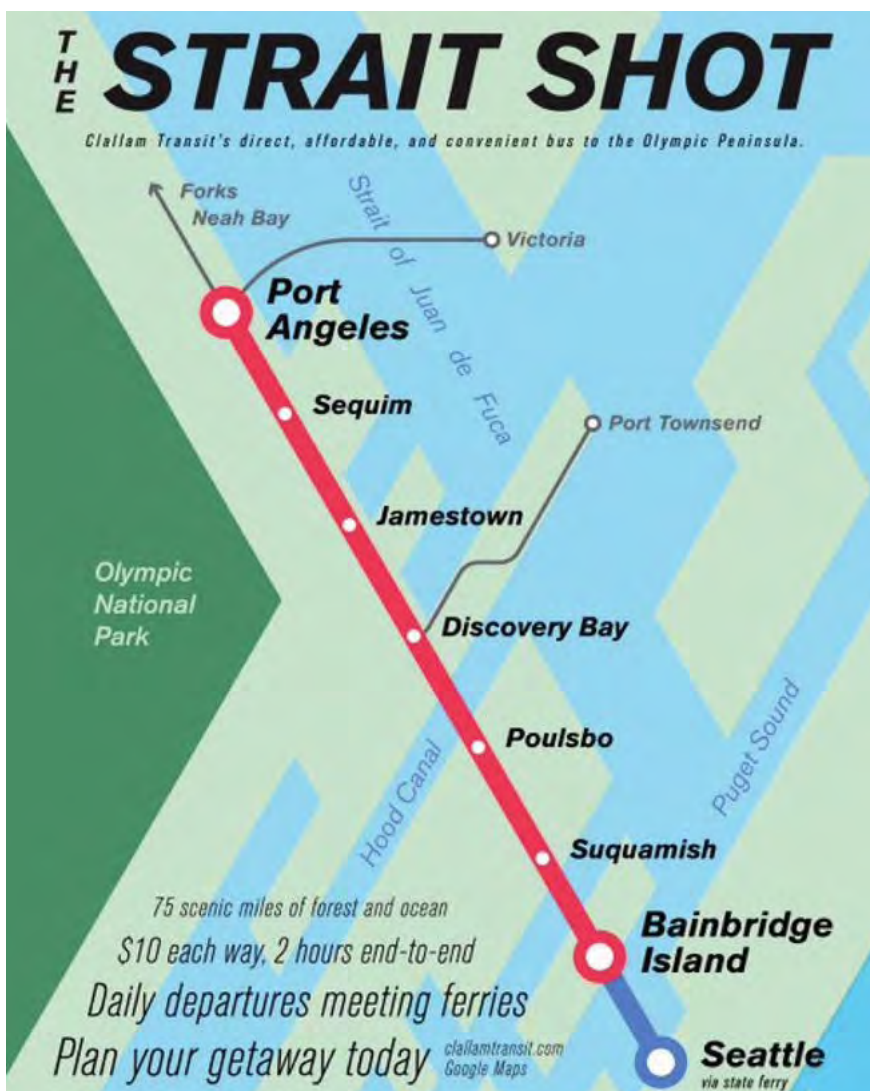 THE STRAIT SHOT
Clallam Transit's direct, affordable, and convenient bus to the Olympic Peninsula.
Forks
Neah Bay
Strait of Juan de Fuca
Victoria
Port
Angeles
Sequim
Port Townsend
Jamestown
Olympic
National
Park
Discovery Bay
Poulsbo
Puget Sound
Hood Canal
Suquamish
75 scenic miles of forest and ocean
$10 each way, 2 hours end-to-end
Bainbridge
Island
Daily departures meeting ferries
Plan your getaway today
clallamtransit.com
Google Maps
Seattle
via state ferry